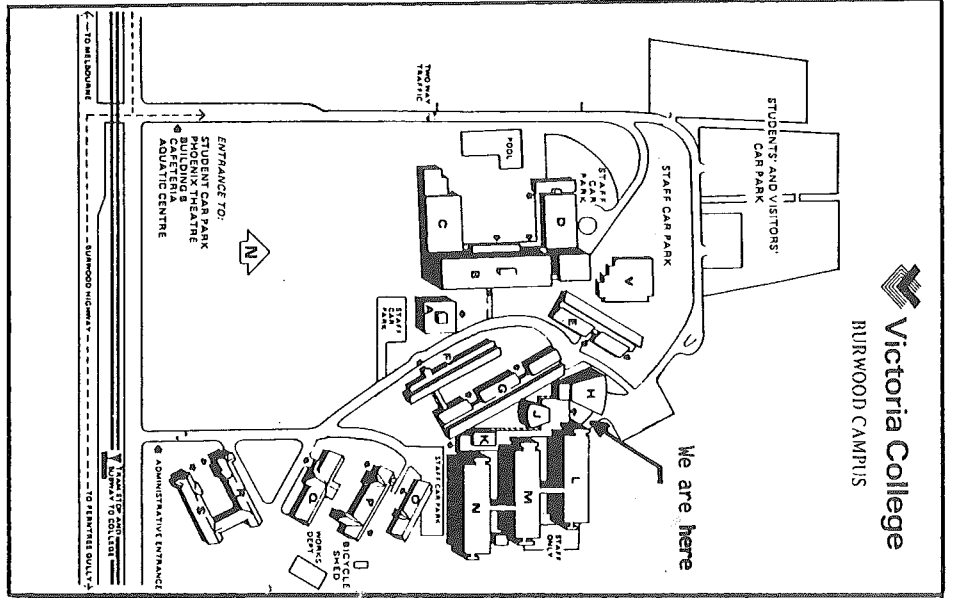 Victoria College
BURWOOD CAMPUS
STUDENTS' AND VISITORS'
CAR PARK
STAFF CAR PARK
STAFF
CAR
PARK
POOL
TWO WAY
TRAFFIC
We are here
D
C
B
V
E
A
STAFF
CAR
PARK
F
G
H
J
K
L
M
N
STAFF
ONLY
STAFF CAR PARK
O
P
Q
BICYCLE
SHED
WORKS
DEPT
R
S
N
ENTRANCE TO:
STUDENT CAR PARK
PHOENIX THEATRE
BUILDING B
CAFETERIA
AQUATIC CENTRE
ADMINISTRATIVE ENTRANCE
TO MELBOURNE
BURWOOD HIGHWAY
TRAM STOP AND
SUBWAY TO COLLEGE
TO FERNTREE GULLY